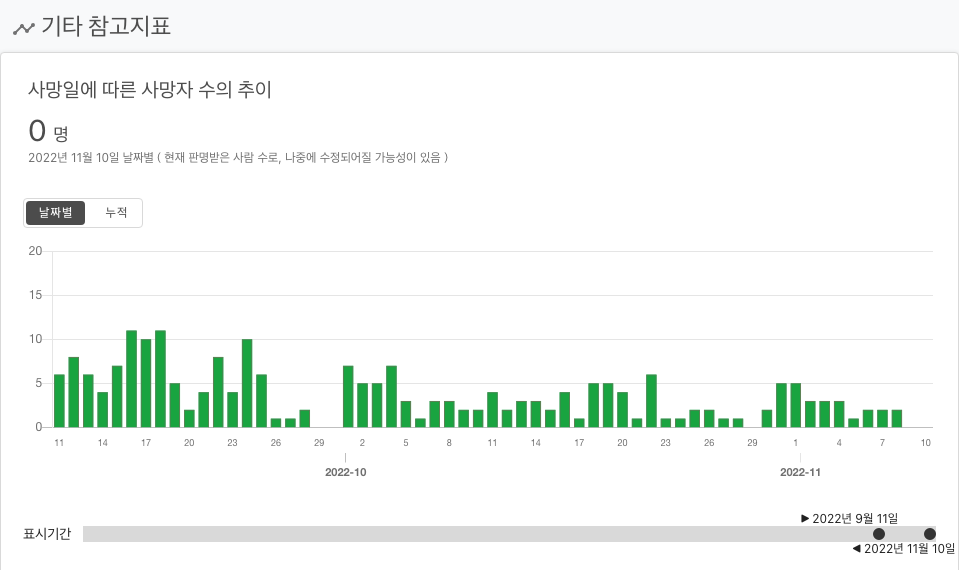 기타 참고지표
사망일에 따른 사망자 수의 추이
0 명
2022년 11월 10일 날짜별 ( 현재 판명받은 사람 수로, 나중에 수정되어질 가능성이 있음 )
날짜별 누적
20
15
10
5
0
11 14 17 20 23 26 29 2 5 8 11 14 17 20 23 26 29 1 4 7 10
2022-10 2022-11
▶ 2022년 9월 11일
표시기간
◀ 2022년 11월 10일